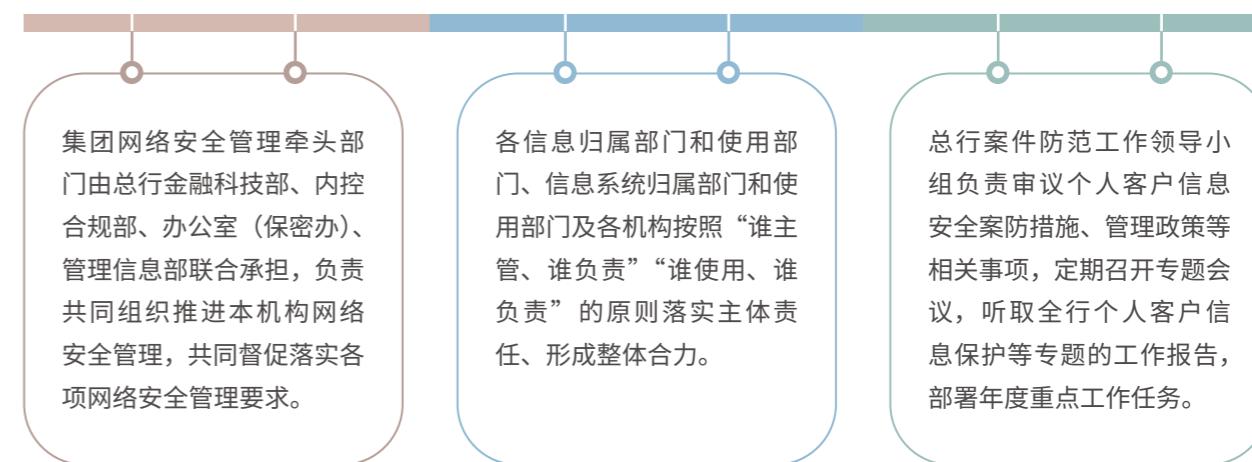 集团网络安全管理牵头部
门由总行金融科技部、内控
合规部、办公室（保密办）、
管理信息部联合承担，负责
共同组织推进本机构网络
安全管理，共同督促落实各
项网络安全管理要求。
各信息归属部门和使用部
门、信息系统归属部门和使
用部门及各机构按照“谁主
管、谁负责”“谁使用、谁
负责”的原则落实主体责
任、形成整体合力。
总行案件防范工作领导小
组负责审议个人客户信息
安全案防措施、管理政策等
相关事项，定期召开专题会
议，听取全行个人客户信
息保护等专题的工作报告，
部署年度重点工作任务。